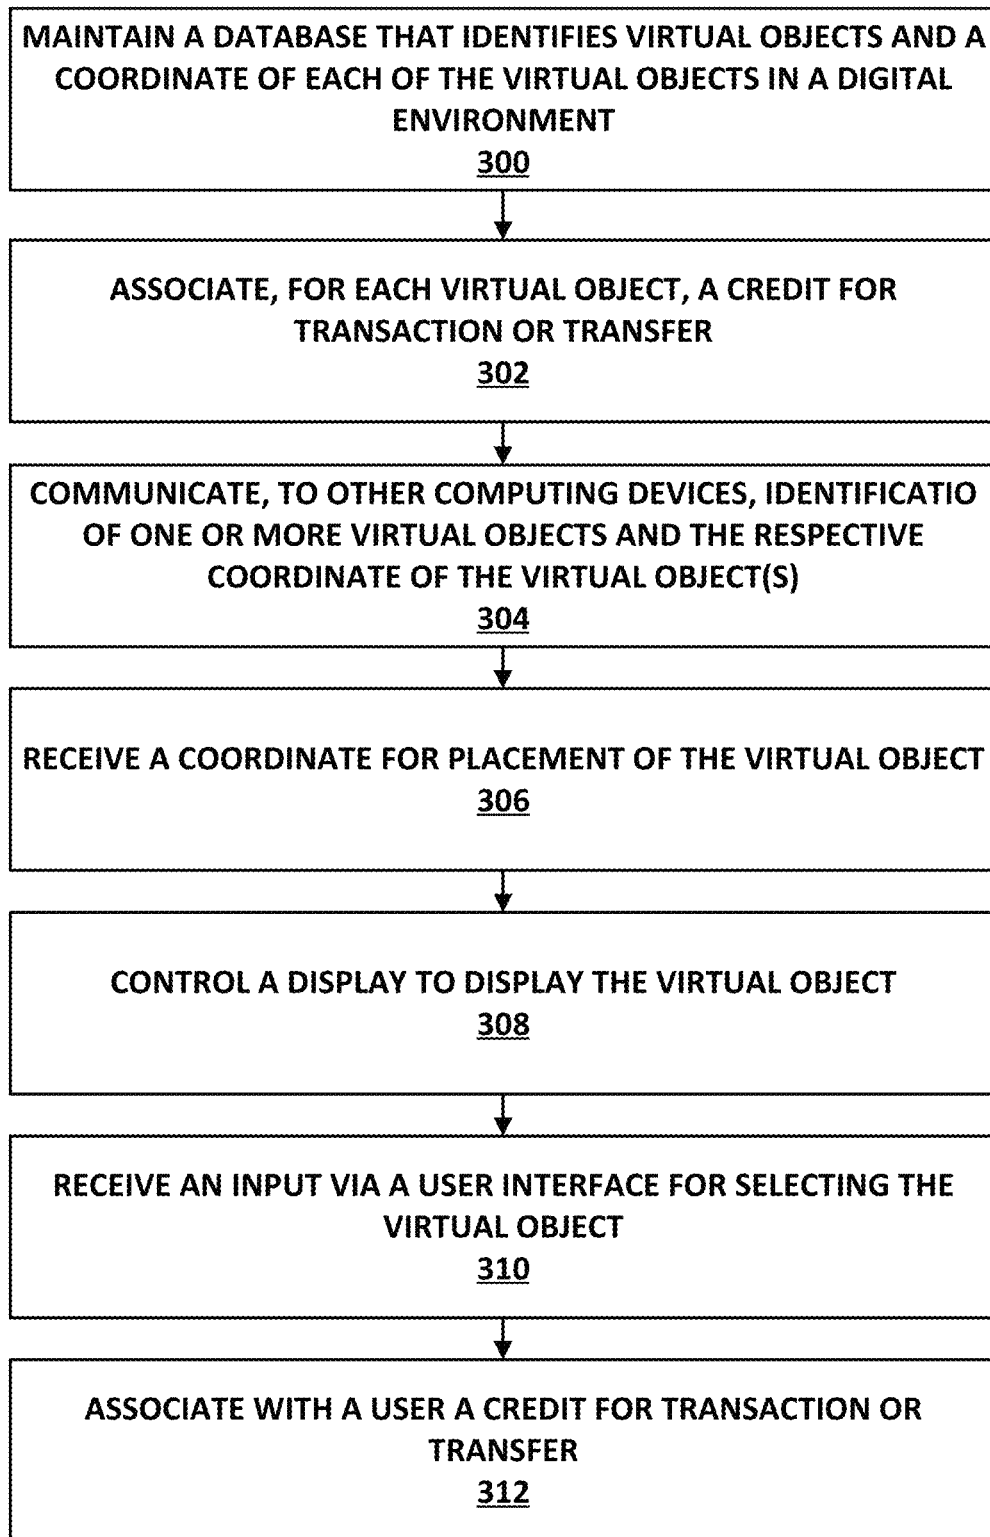 MAINTAIN A DATABASE THAT IDENTIFIES VIRTUAL OBJECTS AND A
COORDINATE OF EACH OF THE VIRTUAL OBJECTS IN A DIGITAL
ENVIRONMENT
300
ASSOCIATE, FOR EACH VIRTUAL OBJECT, A CREDIT FOR
TRANSACTION OR TRANSFER
302
COMMUNICATE, TO OTHER COMPUTING DEVICES, IDENTIFICATIO
OF ONE OR MORE VIRTUAL OBJECTS AND THE RESPECTIVE
COORDINATE OF THE VIRTUAL OBJECT(S)
304
RECEIVE A COORDINATE FOR PLACEMENT OF THE VIRTUAL OBJECT
306
CONTROL A DISPLAY TO DISPLAY THE VIRTUAL OBJECT
308
RECEIVE AN INPUT VIA A USER INTERFACE FOR SELECTING THE
VIRTUAL OBJECT
310
ASSOCIATE WITH A USER A CREDIT FOR TRANSACTION OR
TRANSFER
312